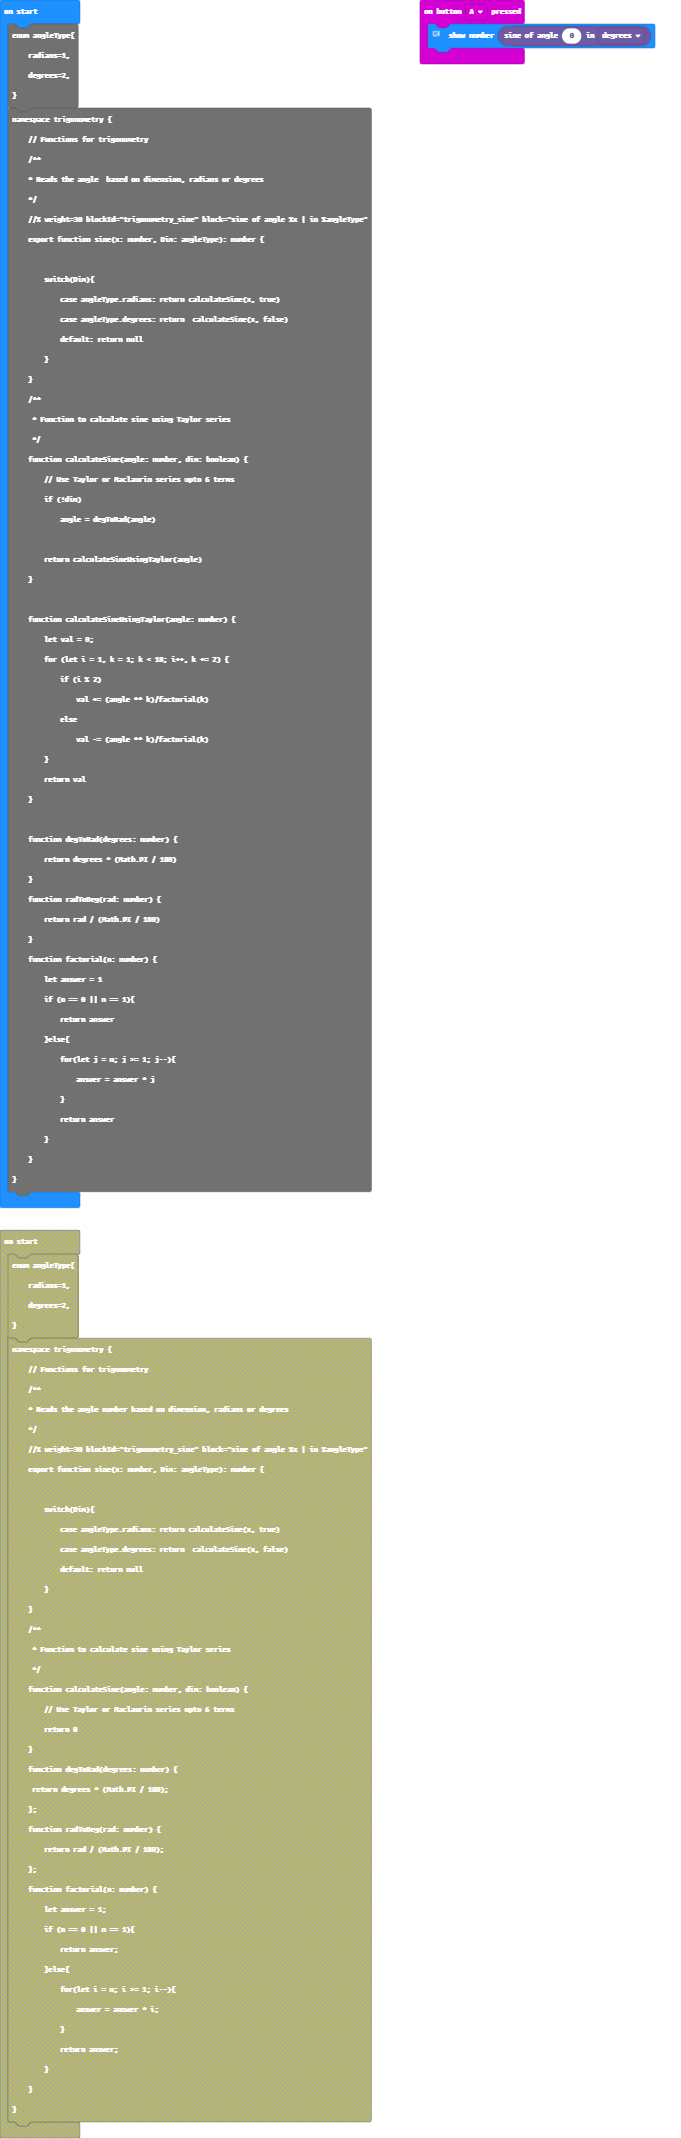 on start
enum angleType{
radians=1,
degrees=2,
}
namespace trigonometry {
// Functions for trigonometry
/**
* Reads the angle  based on dimension, radians or degrees
*/
//% weight=30 blockId="trigonometry_sine" block="sine of angle %x | in %angleType"
export function sine(x: number, Dim: angleType): number {
switch(Dim){
case angleType.radians: return calculateSine(x, true)
case angleType.degrees: return  calculateSine(x, false)
default: return null
}
}
/**
* Function to calculate sine using Taylor series
*/
function calculateSine(angle: number, dim: boolean) {
// Use Taylor or Maclaurin series upto 6 terms
if (!dim)
angle = degToRad(angle)
return calculateSineUsingTaylor(angle)
}
function calculateSineUsingTaylor(angle: number) {
let val = 0;
for (let i = 1, k = 1; k < 18; i++, k += 2) {
if (i % 2)
val += (angle ** k)/factorial(k)
else
val -= (angle ** k)/factorial(k)
}
return val
}
function degToRad(degrees: number) {
return degrees * (Math.PI / 180)
}
function radToDeg(rad: number) {
return rad / (Math.PI / 180)
}
function factorial(n: number) {
let answer = 1
if (n == 0 || n == 1){
return answer
}else{
for(let j = n; j >= 1; j--){
answer = answer * j
}
return answer
}
}
}
on button A pressed
show number sine of angle 0 in degrees
on start
enum angleType{
radians=1,
degrees=2,
}
namespace trigonometry {
// Functions for trigonometry
/**
* Reads the angle number based on dimension, radians or degrees
*/
//% weight=30 blockId="trigonometry_sine" block="sine of angle %x | in %angleType"
export function sine(x: number, Dim: angleType): number {
switch(Dim){
case angleType.radians: return calculateSine(x, true)
case angleType.degrees: return  calculateSine(x, false)
default: return null
}
}
/**
* Function to calculate sine using Taylor series
*/
function calculateSine(angle: number, dim: boolean) {
// Use Taylor or Maclaurin series upto 6 terms
return 0
}
function degToRad(degrees: number) {
return degrees * (Math.PI / 180);
};
function radToDeg(rad: number) {
return rad / (Math.PI / 180);
};
function factorial(n: number) {
let answer = 1;
if (n == 0 || n == 1){
return answer;
}else{
for(let i = n; i >= 1; i--){
answer = answer * i;
}
return answer;
}
}
}